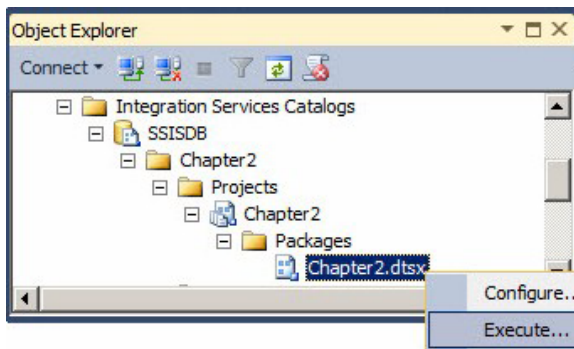 Object Explorer
Connect
Integration Services Catalogs
SSISDB
Chapter2
Projects
Chapter2
Packages
Chapter2.dtsx
Configure..
Execute...